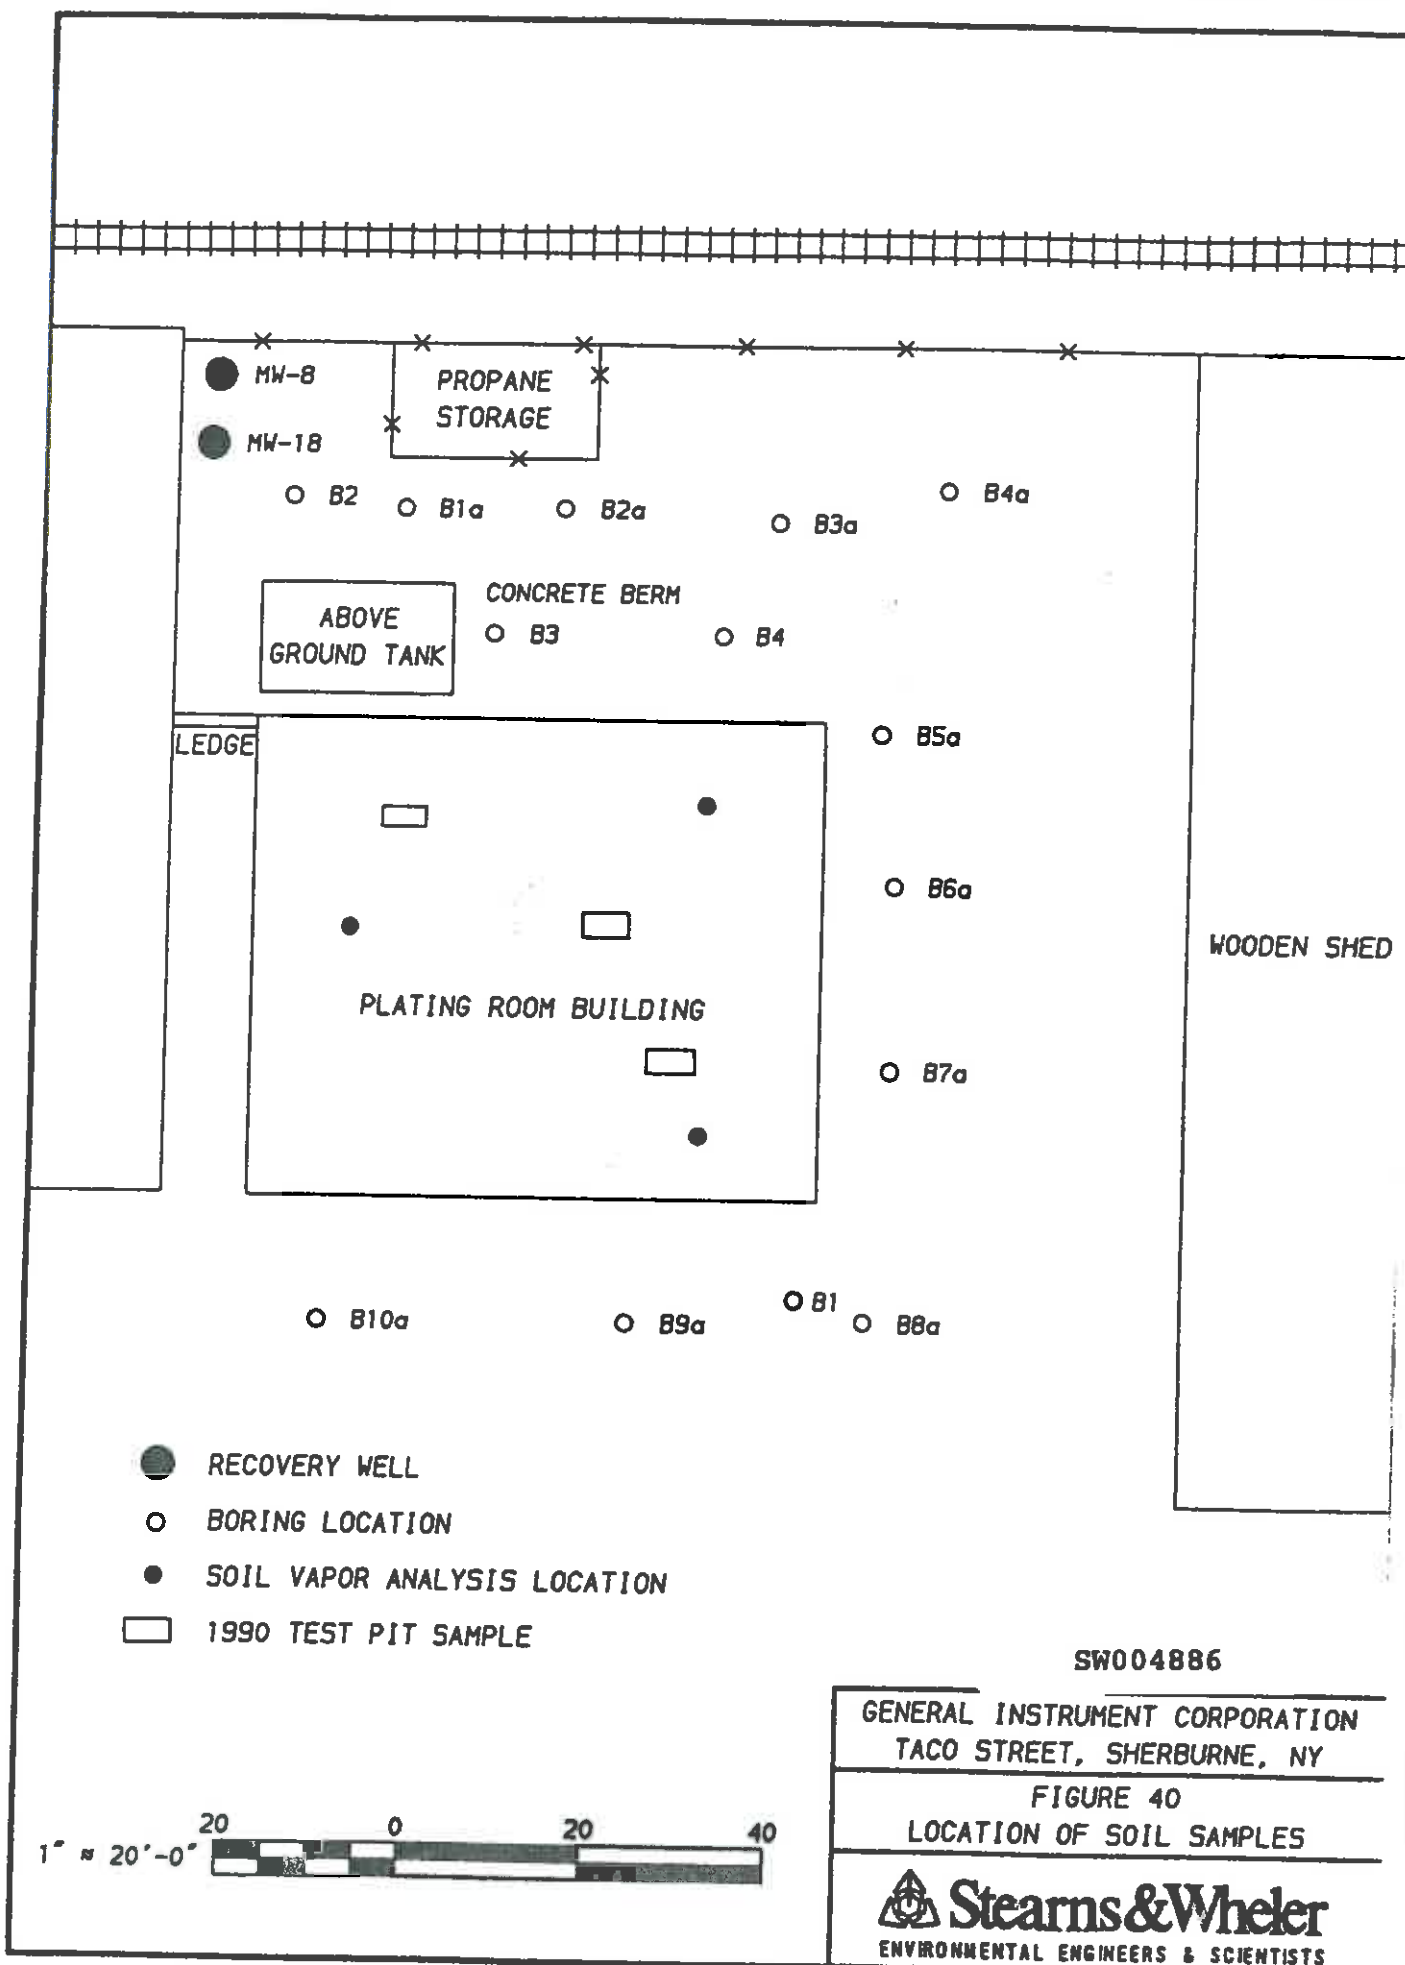 MW-8
PROPANE
STORAGE
MW-18
B2
B1a
B2a
B3a
B4a
CONCRETE BERM
ABOVE
GROUND TANK
B3
B4
LEDGE
B5a
B6a
WOODEN SHED
PLATING ROOM BUILDING
B7a
B10a
B9a
B1
B8a
RECOVERY WELL
BORING LOCATION
SOIL VAPOR ANALYSIS LOCATION
1990 TEST PIT SAMPLE
SW004886
GENERAL INSTRUMENT CORPORATION
TACO STREET, SHERBURNE, NY
FIGURE 40
LOCATION OF SOIL SAMPLES
20 0 20 40
1" ≈ 20'-0"
Stearns&Wheler
ENVIRONMENTAL ENGINEERS & SCIENTISTS